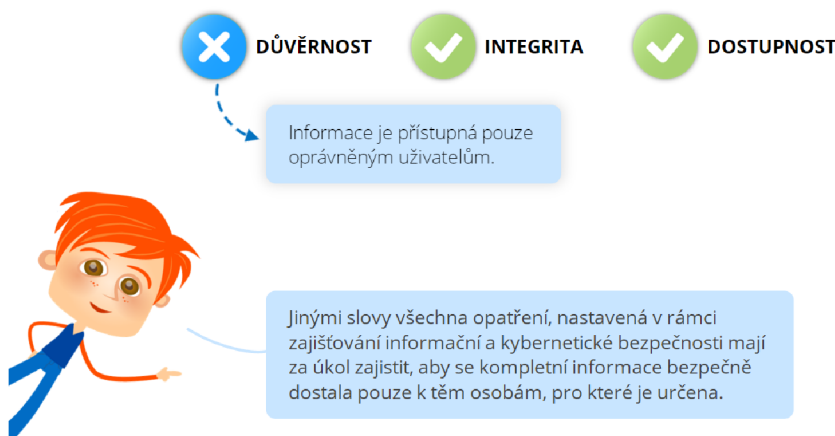 DŮVĚRNOST INTEGRITA DOSTUPNOST
Informace je přístupná pouze
oprávněným uživatelům.
Jinými slovy všechna opatření, nastavená v rámci
zajišťování informační a kybernetické bezpečnosti mají
za úkol zajistit, aby se kompletní informace bezpečně
dostala pouze k těm osobám, pro které je určena.